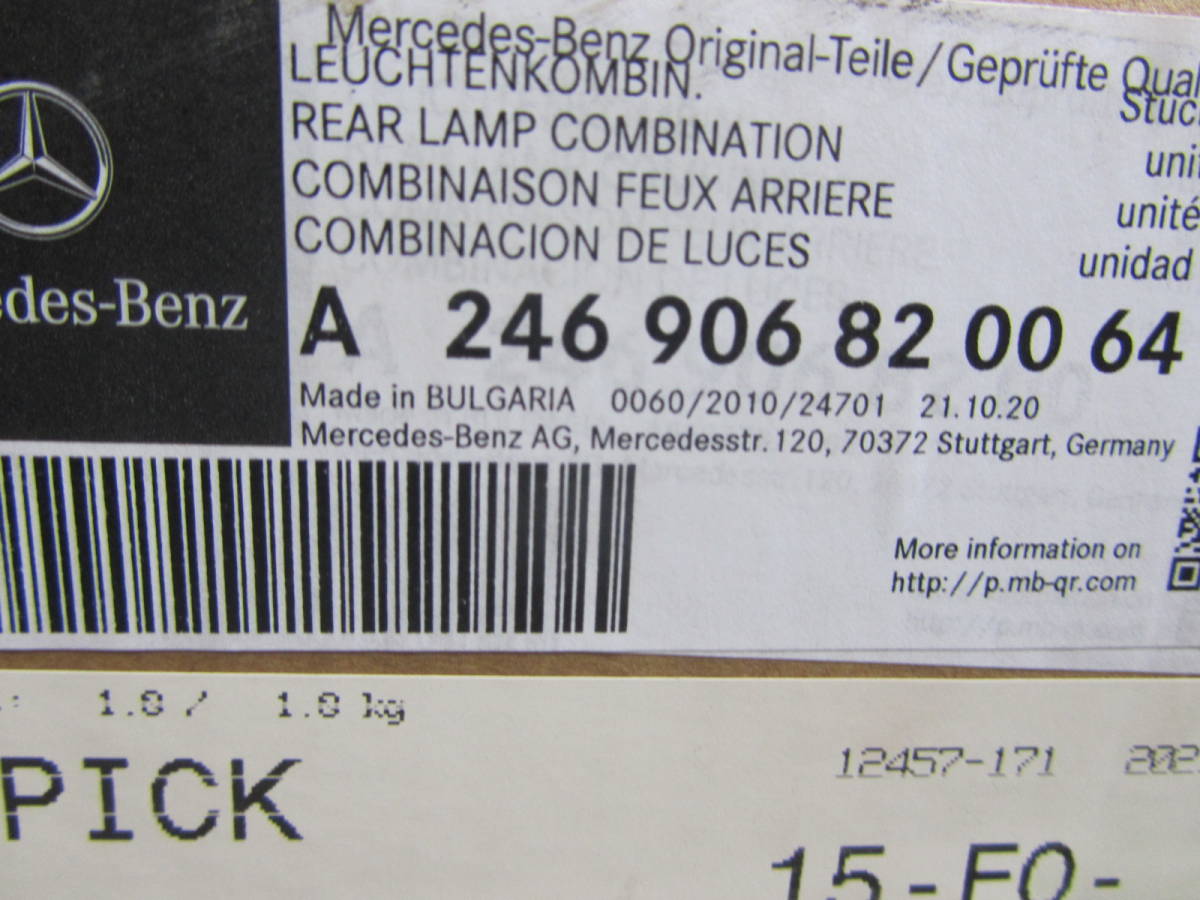 Mercedes-Benz Original-Teile/Geprüfte
LEUCHTENKOMBIN.
REAR LAMP COMBINATION
COMBINAISON FEUX ARRIERE
unité
COMBINACION DE LUCES
unidad
edes-Benz
A 246 906 82 00 64
Made in BULGARIA 0060/2010/24701 21.10.20
Mercedes-Benz AG, Mercedesstr. 120, 70372 Stuttgart, Germany
More information on
http://p.mb-qr.com
1.8 / 1.8 kg
PICK
12457-171
15-FO-